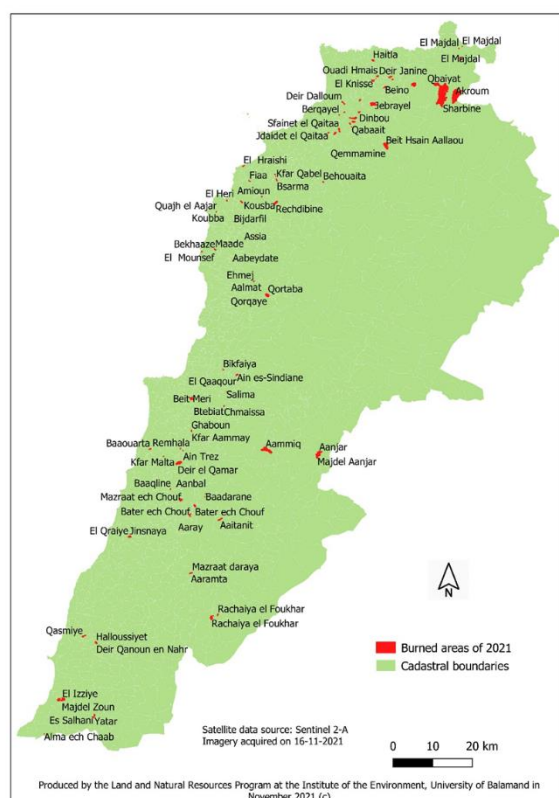 El Majdal El Majdal
Haitla
El Majdal
Ouadi Hmais Deir Janine
El Knisse
Qbaiyat
Beino
Akroum
Deir Dalloum
Jebrayel
Sharbine
Berqayel
Dinbou
Sfainet el Qaitaa
Qabaait
Jdaidet el Qaitaa
Beit Hsain Aallaou
Qemmamine
El Hraishi
Kfar Qabel
Fiaa
Behouaita
Bsarma
El Heri
Amioun
Quajh el Aajar
Kousba
Rechdibine
Koubba
Bijdarfil
Assia
Bekhaaze Maade
El Mounsef
Aabeydate
Ehmej
Aalmat
Qortaba
Qorqaye
Bikfaiya
Ain es-Sindiane
El Qaaqour
Salima
Beit Meri
Btebiat Chmaissa
Ghaboun
Kfar Aammay
Baaouarta Remhala
Aammiq
Aanjar
Ain Trez
Kfar Malta
Majdel Aanjar
Deir el Qamar
Baaqline Aanbal
Mazraat ech Chouf
Baadarane
Bater ech Chouf
Bater ech Chouf
Aaray
Aaitanit
El Qraiye Jinsnaya
Mazraat daraya
Aaramta
Rachaiya el Foukhar
Rachaiya el Foukhar
Qasmiye
Halloussiyet
Deir Qanoun en Nahr
El Izziye
Majdel Zoun
Es Salhani Yatar
Alma ech Chaab
N
Burned areas of 2021
Cadastral boundaries
Satellite data source: Sentinel 2-A
Imagery acquired on 16-11-2021
0 10 20 km
Produced by the Land and Natural Resources Program at the Institute of the Environment, University of Balamand in
November 2021 (c)